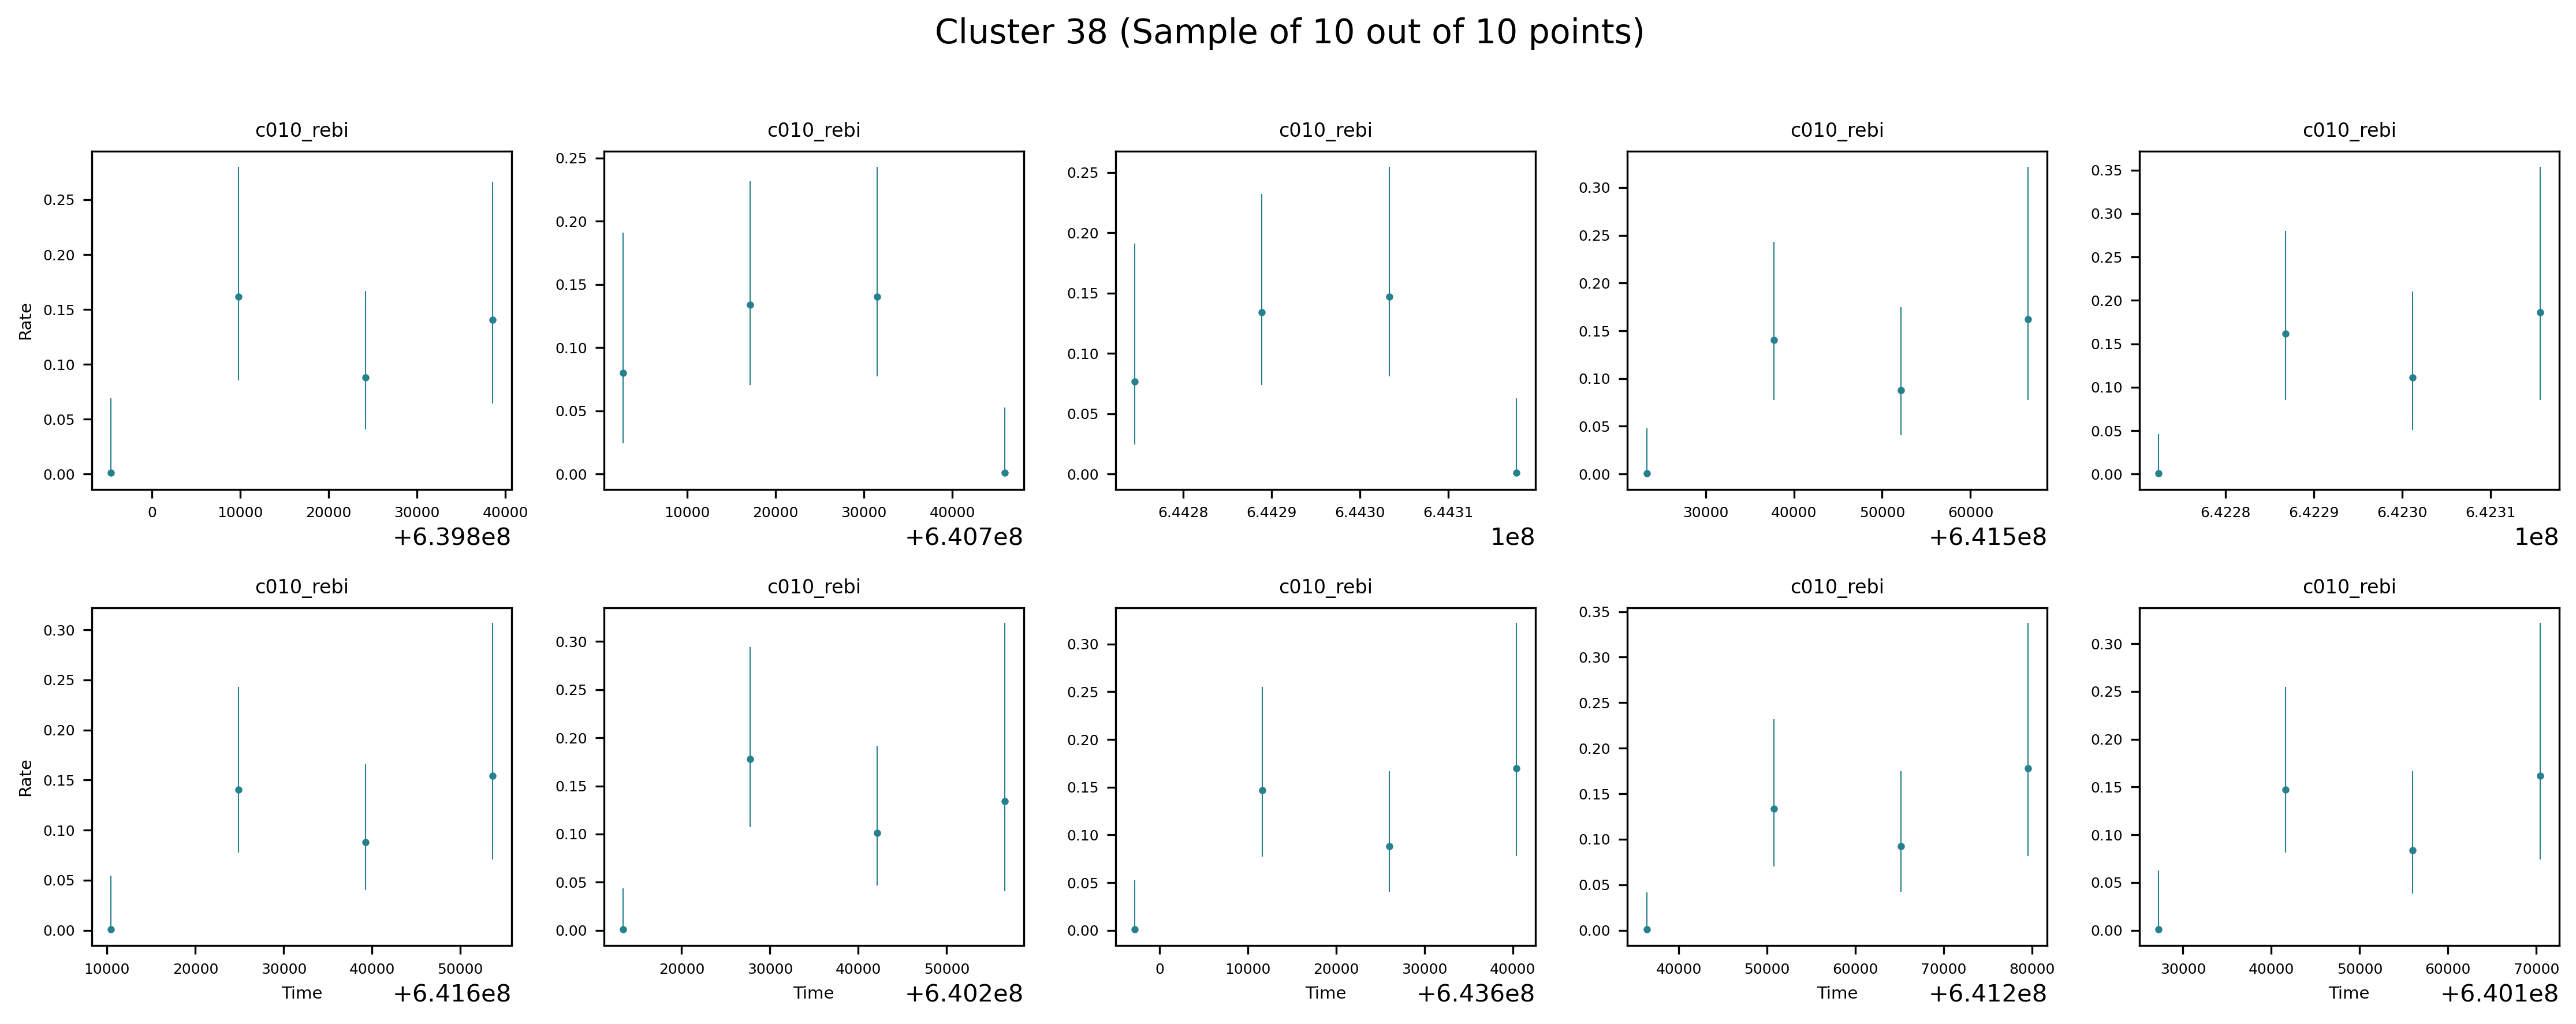 Cluster 38 (Sample of 10 out of 10 points)
c010_rebi c010_rebi c010_rebi c010_rebi c010_rebi
Rate
0.25
0.20
0.15
0.10
0.05
0.00
0 10000 20000 30000 40000
+6.398e8
0.25
0.20
0.15
0.10
0.05
0.00
10000 20000 30000 40000
+6.407e8
0.25
0.20
0.15
0.10
0.05
0.00
6.4428 6.4429 6.4430 6.4431
1e8
0.30
0.25
0.20
0.15
0.10
0.05
0.00
30000 40000 50000 60000
+6.415e8
0.35
0.30
0.25
0.20
0.15
0.10
0.05
0.00
6.4228 6.4229 6.4230 6.4231
1e8
c010_rebi c010_rebi c010_rebi c010_rebi c010_rebi
Rate
0.30
0.25
0.20
0.15
0.10
0.05
0.00
10000 20000 30000 40000 50000
Time +6.416e8
0.30
0.25
0.20
0.15
0.10
0.05
0.00
20000 30000 40000 50000
Time +6.402e8
0.30
0.25
0.20
0.15
0.10
0.05
0.00
0 10000 20000 30000 40000
Time +6.436e8
0.35
0.30
0.25
0.20
0.15
0.10
0.05
0.00
40000 50000 60000 70000 80000
Time +6.412e8
0.30
0.25
0.20
0.15
0.10
0.05
0.00
30000 40000 50000 60000 70000
Time +6.401e8